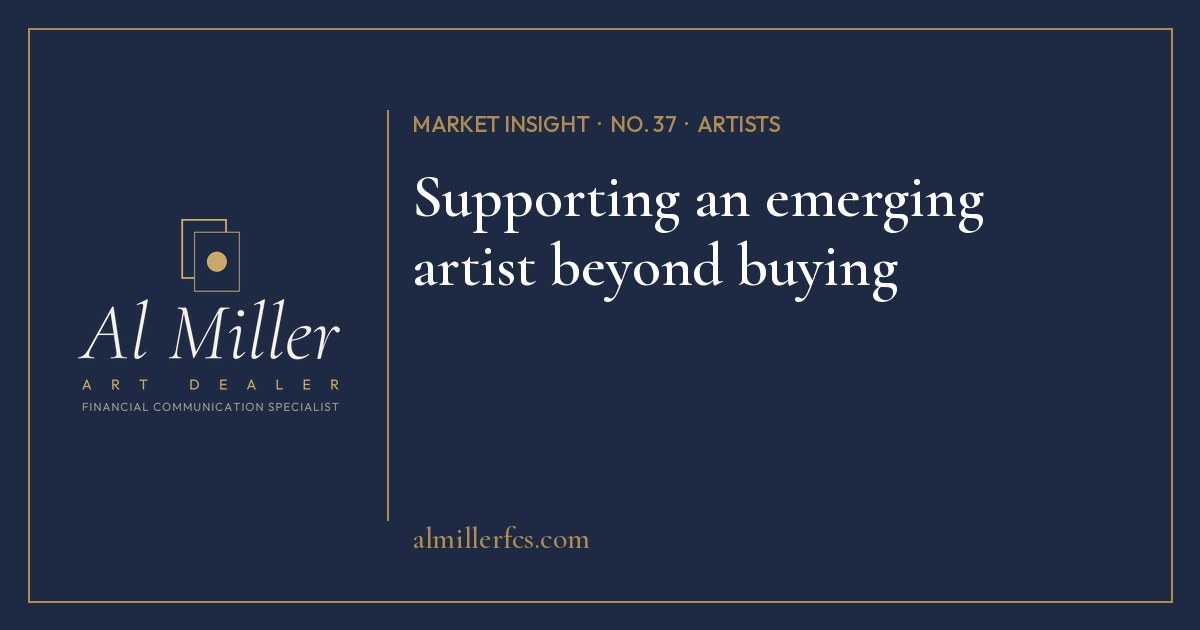 MARKET INSIGHT · NO. 37 · ARTISTS
Supporting an emerging
artist beyond buying
Al Miller
ART DEALER
FINANCIAL COMMUNICATION SPECIALIST
almillerfcs.com